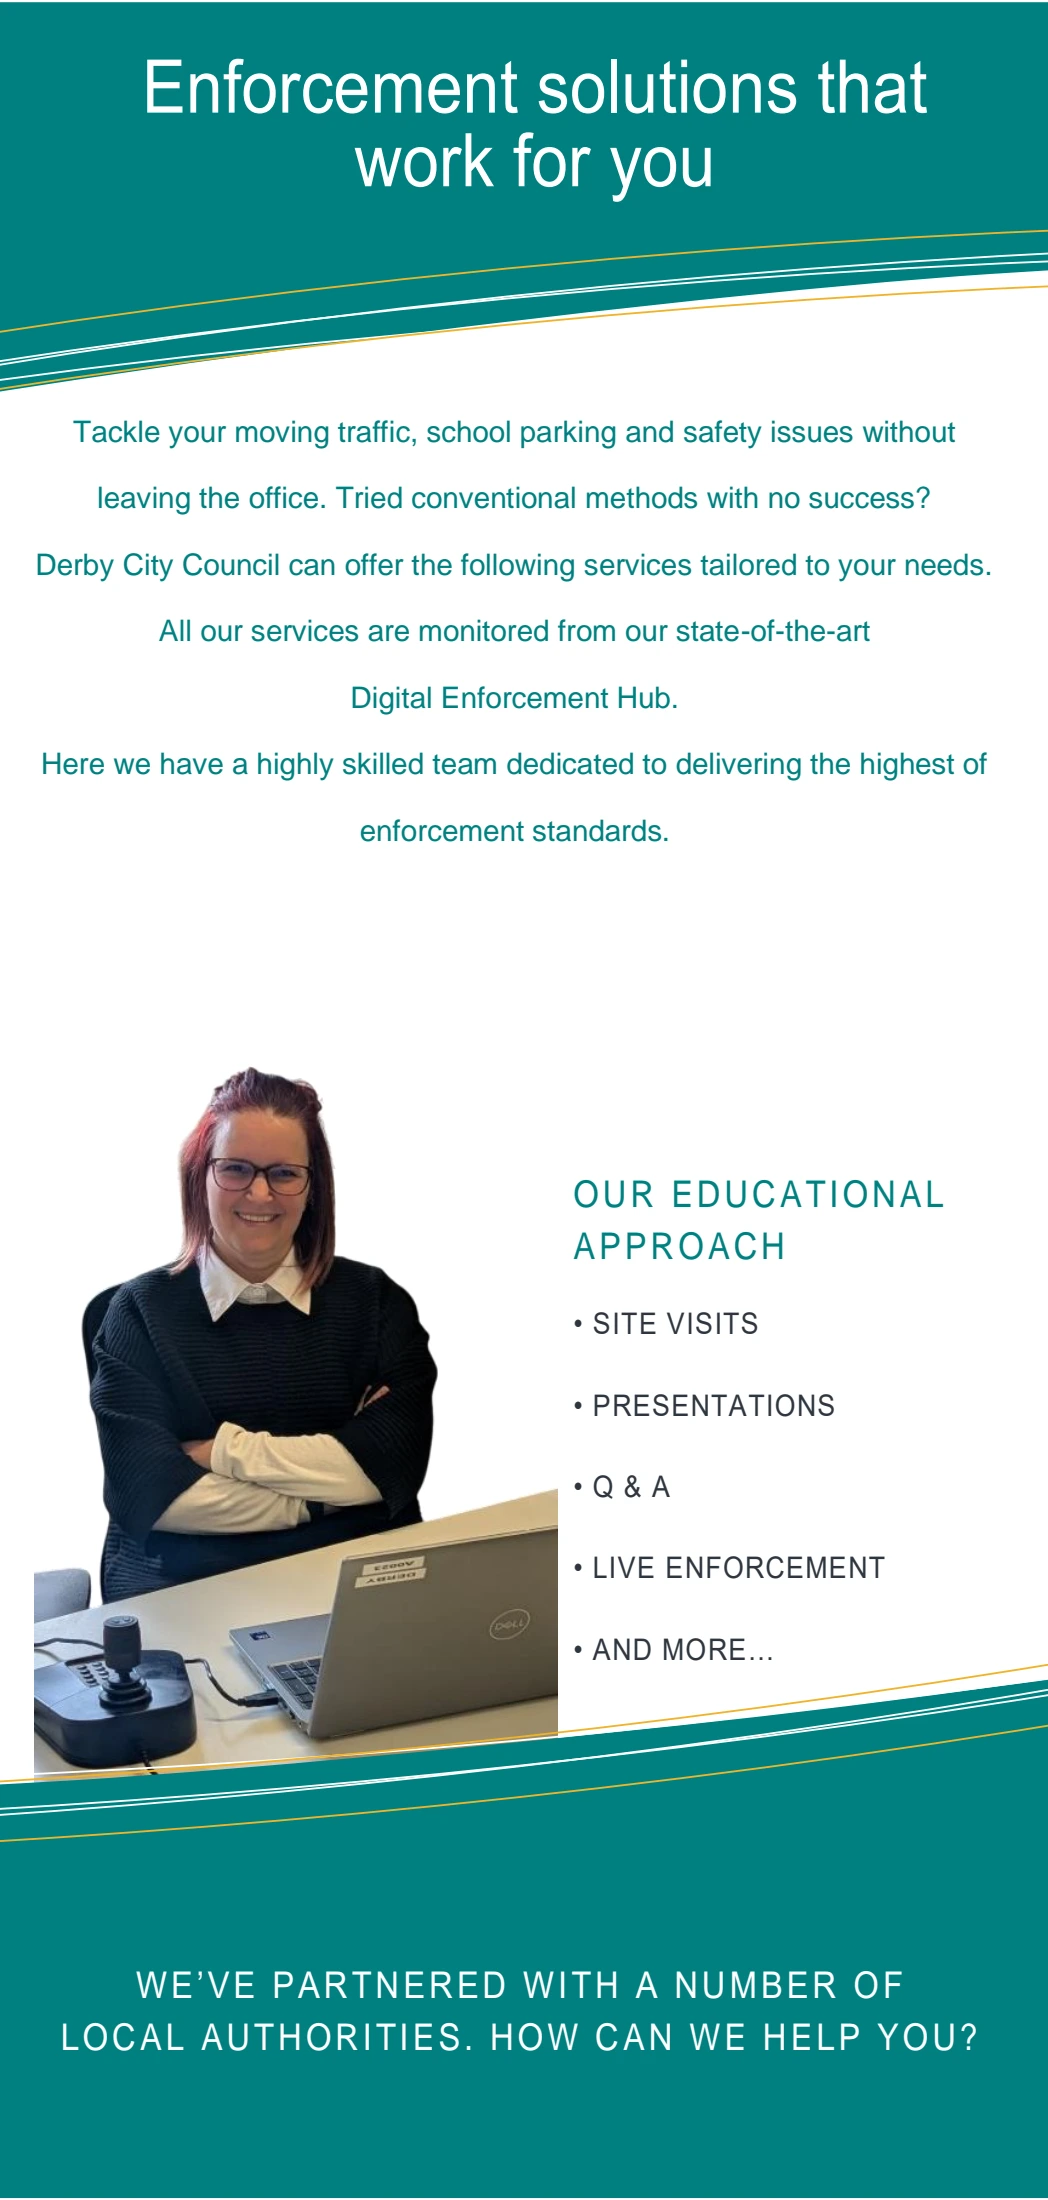 Enforcement solutions that
work for you
Tackle your moving traffic, school parking and safety issues without
leaving the office. Tried conventional methods with no success?
Derby City Council can offer the following services tailored to your needs.
All our services are monitored from our state-of-the-art
Digital Enforcement Hub.
Here we have a highly skilled team dedicated to delivering the highest of
enforcement standards.
OUR EDUCATIONAL
APPROACH
• SITE VISITS
• PRESENTATIONS
• Q & A
• LIVE ENFORCEMENT
• AND MORE...
DERBY
A0023
DELL
WE’VE PARTNERED WITH A NUMBER OF
LOCAL AUTHORITIES. HOW CAN WE HELP YOU?